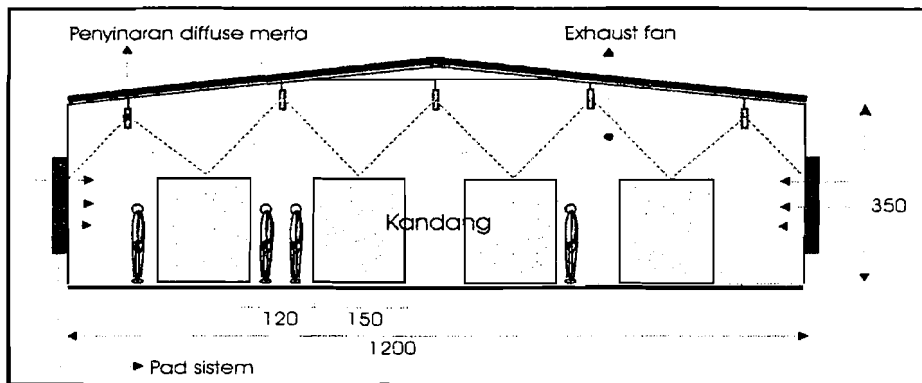 Penyinaran diffuse merta
Exhaust fan
Kandang
350
120
150
1200
Pad sistem